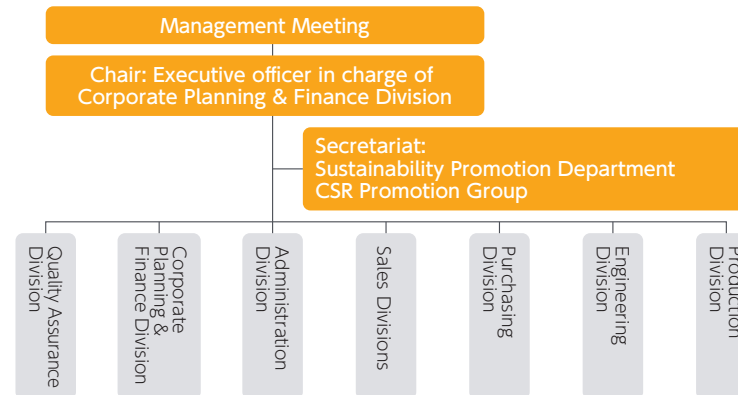 Management Meeting
Chair: Executive officer in charge of
Corporate Planning & Finance Division
Secretariat:
Sustainability Promotion Department
CSR Promotion Group
Quality Assurance
Division
Corporate
Planning &
Finance Division
Administration
Division
Sales Divisions
Purchasing
Division
Engineering
Division
Production
Division